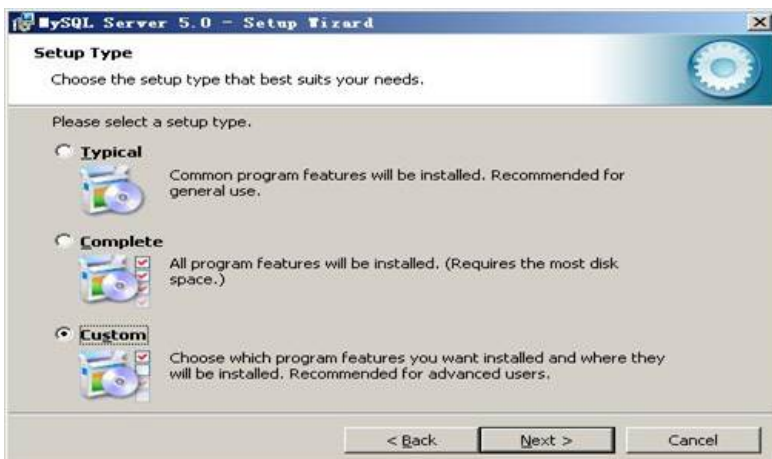 MySQL Server 5.0 - Setup Wizard
Setup Type
Choose the setup type that best suits your needs.
Please select a setup type.
Typical
Common program features will be installed. Recommended for
general use.
Complete
All program features will be installed. (Requires the most disk
space.)
Custom
Choose which program features you want installed and where they
will be installed. Recommended for advanced users.
< Back
Next >
Cancel